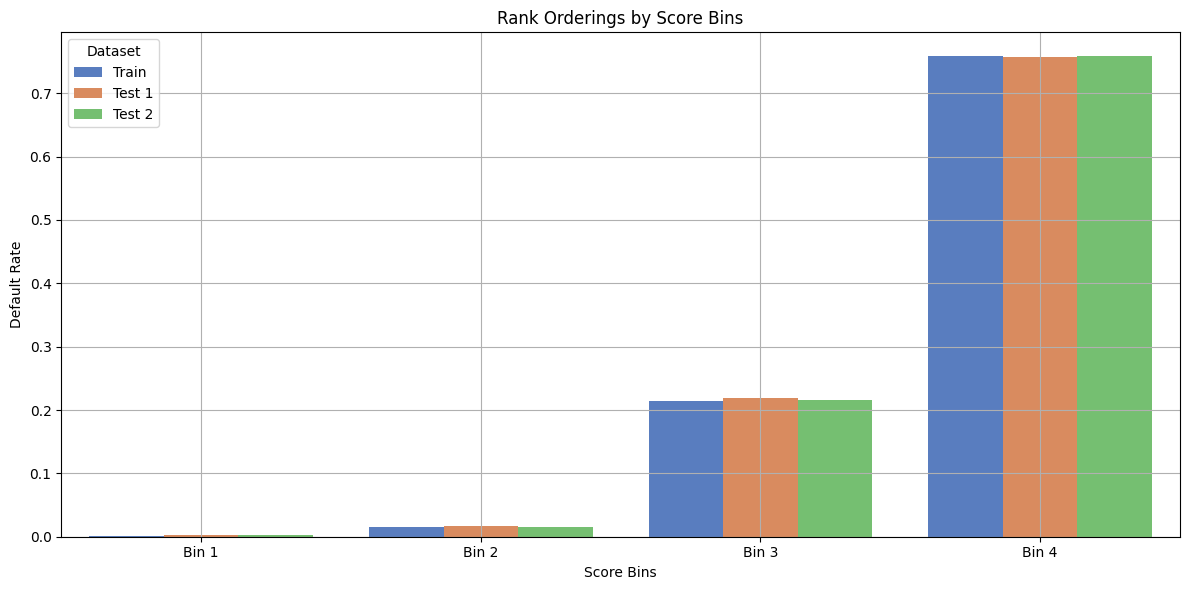 Rank Orderings by Score Bins
Dataset
Train
Test 1
Test 2
Default Rate
0.7
0.6
0.5
0.4
0.3
0.2
0.1
0.0
Bin 1 Bin 2 Bin 3 Bin 4
Score Bins